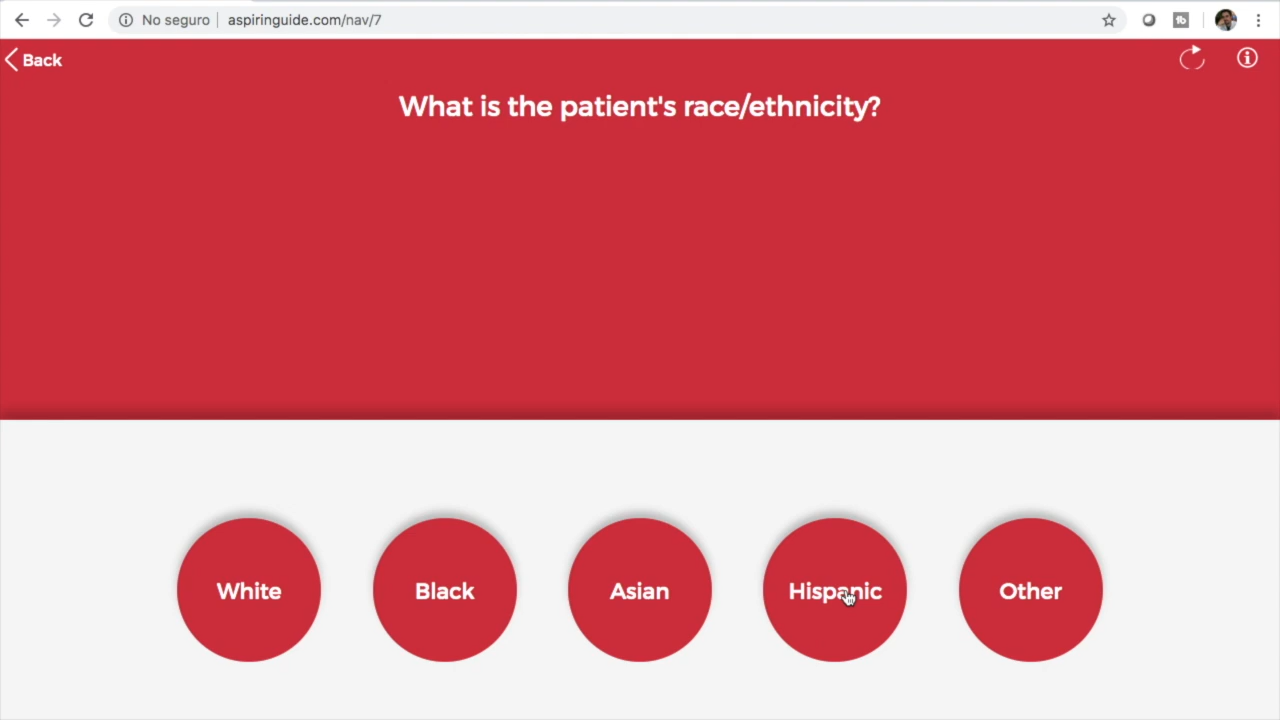 No seguro
aspiringuide.com/nav/7
Back
What is the patient's race/ethnicity?
White
Black
Asian
Hispanic
Other